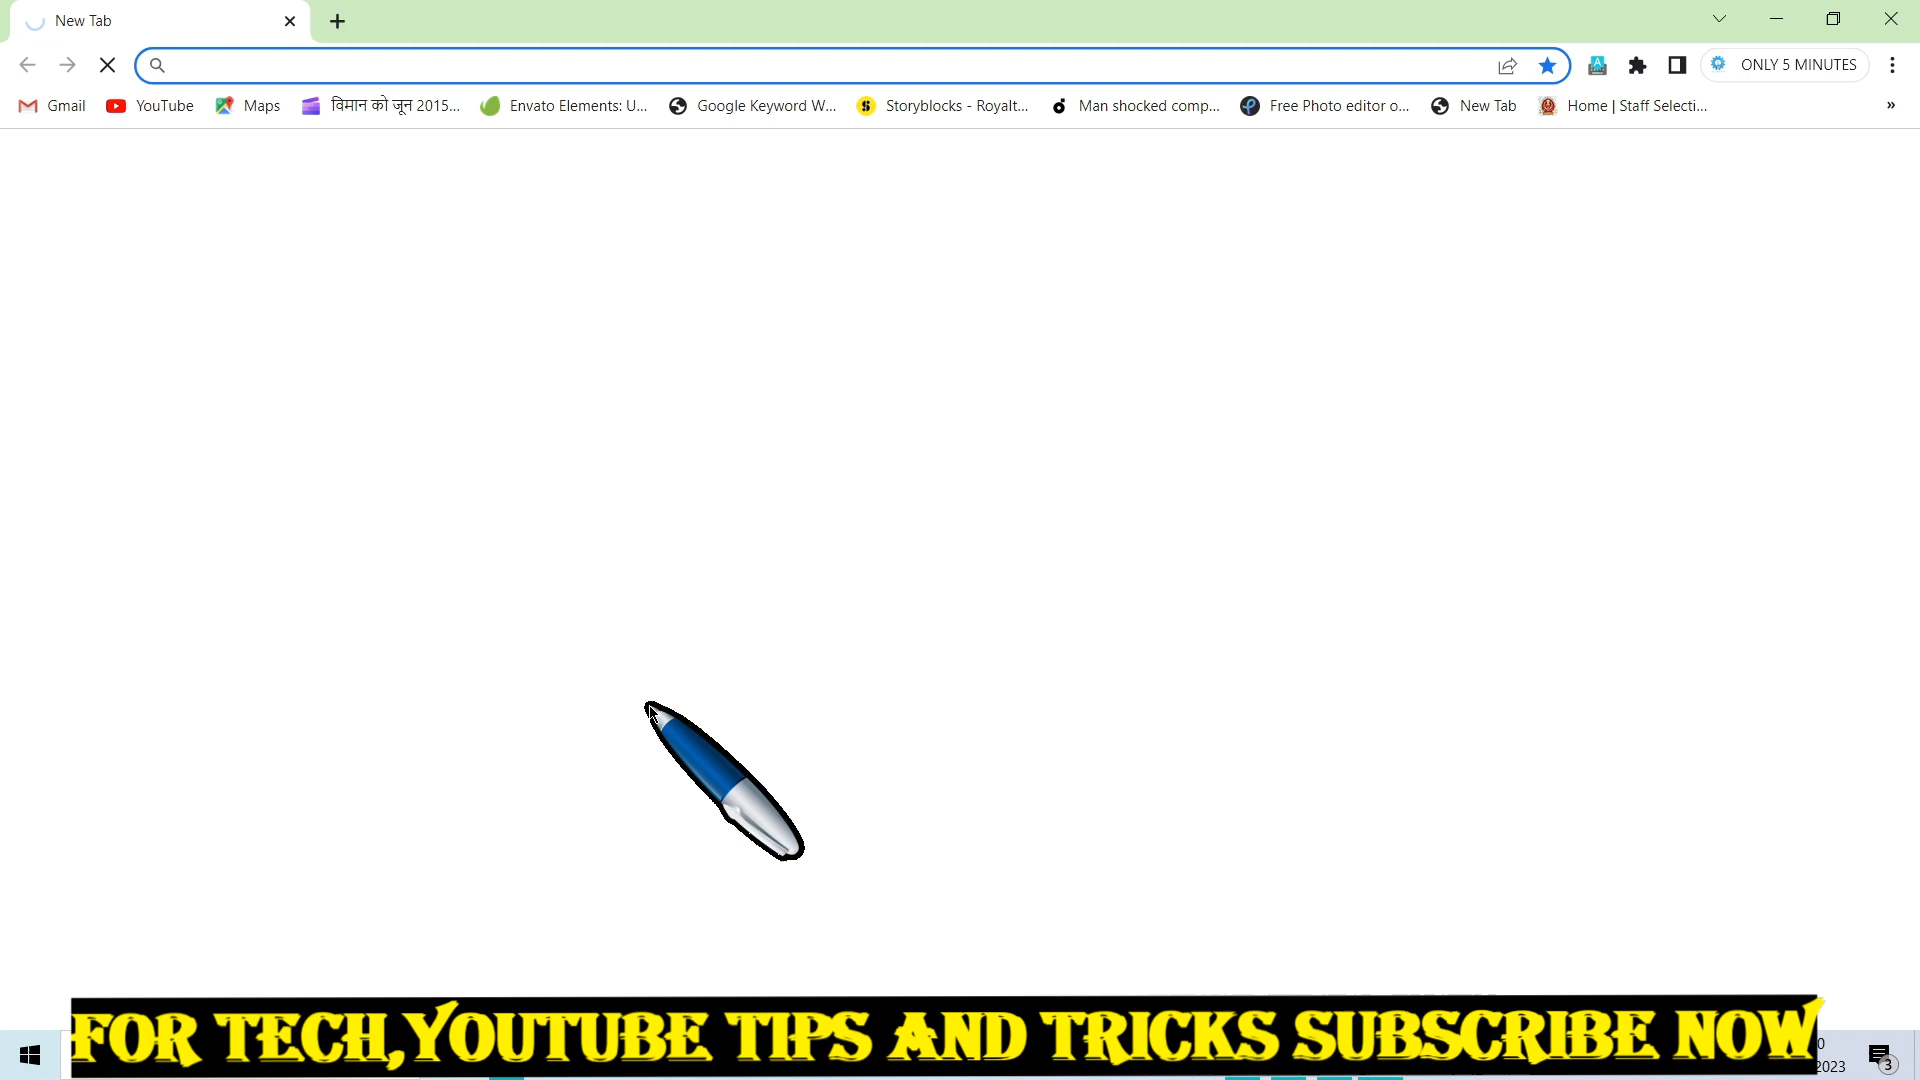 New Tab
ONLY 5 MINUTES
Gmail YouTube Maps विमान को जून 2015... Envato Elements: U... Google Keyword W... Storyblocks - Royalt... Man shocked comp... Free Photo editor o... New Tab Home | Staff Selecti... »
FOR TECH,YOUTUBE TIPS AND TRICKS SUBSCRIBE NOW
3